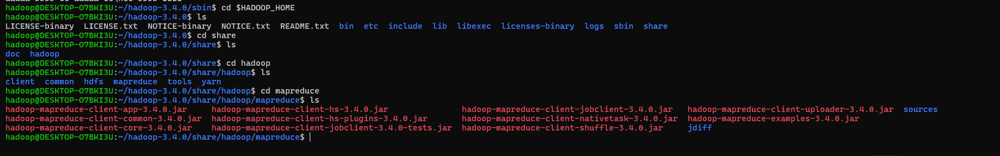 hadoop@DESKTOP-O7BKI3U:~/hadoop-3.4.0/sbin$ cd $HADOOP_HOME
hadoop@DESKTOP-O7BKI3U:~/hadoop-3.4.0$ ls
LICENSE-binary  LICENSE.txt  NOTICE-binary  NOTICE.txt  README.txt  bin  etc  include  lib  libexec  licenses-binary  logs  sbin  share
hadoop@DESKTOP-O7BKI3U:~/hadoop-3.4.0$ cd share
hadoop@DESKTOP-O7BKI3U:~/hadoop-3.4.0/share$ ls
doc  hadoop
hadoop@DESKTOP-O7BKI3U:~/hadoop-3.4.0/share$ cd hadoop
hadoop@DESKTOP-O7BKI3U:~/hadoop-3.4.0/share/hadoop$ ls
client  common  hdfs  mapreduce  tools  yarn
hadoop@DESKTOP-O7BKI3U:~/hadoop-3.4.0/share/hadoop$ cd mapreduce
hadoop@DESKTOP-O7BKI3U:~/hadoop-3.4.0/share/hadoop/mapreduce$ ls
hadoop-mapreduce-client-app-3.4.0.jar  hadoop-mapreduce-client-hs-3.4.0.jar  hadoop-mapreduce-client-jobclient-3.4.0.jar  hadoop-mapreduce-client-uploader-3.4.0.jar  sources
hadoop-mapreduce-client-common-3.4.0.jar  hadoop-mapreduce-client-hs-plugins-3.4.0.jar  hadoop-mapreduce-client-nativetask-3.4.0.jar  hadoop-mapreduce-examples-3.4.0.jar
hadoop-mapreduce-client-core-3.4.0.jar  hadoop-mapreduce-client-jobclient-3.4.0-tests.jar  hadoop-mapreduce-client-shuffle-3.4.0.jar  jdiff
hadoop@DESKTOP-O7BKI3U:~/hadoop-3.4.0/share/hadoop/mapreduce$